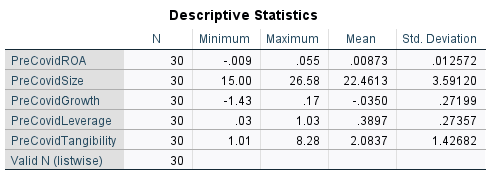 Descriptive Statistics
N Minimum Maximum Mean Std. Deviation
PreCovidROA 30 -.009 .055 .00873 .012572
PreCovidSize 30 15.00 26.58 22.4613 3.59120
PreCovidGrowth 30 -1.43 .17 -.0350 .27199
PreCovidLeverage 30 .03 1.03 .3897 .27357
PreCovidTangibility 30 1.01 8.28 2.0837 1.42682
Valid N (listwise) 30